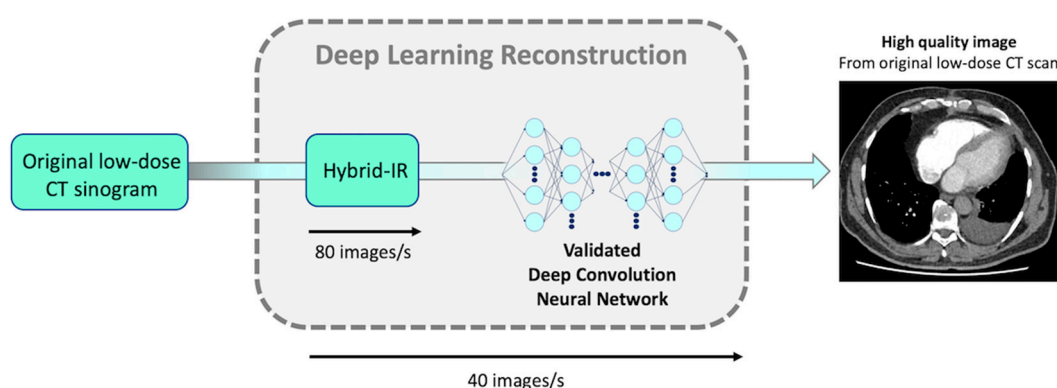 Deep Learning Reconstruction
High quality image
From original low-dose CT scan
Original low-dose
CT sinogram
Hybrid-IR
80 images/s
Validated
Deep Convolution
Neural Network
40 images/s